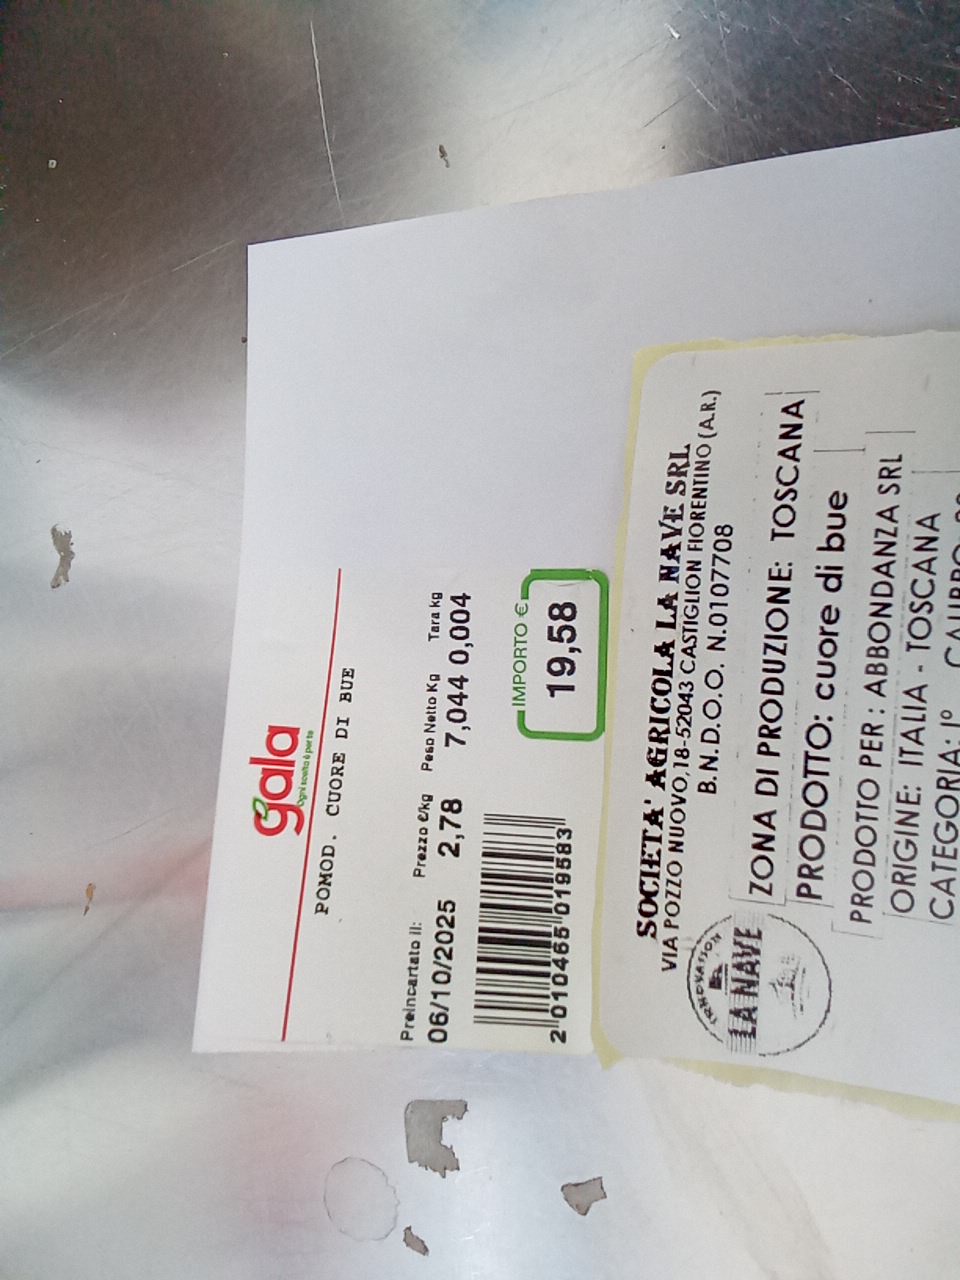 gala
Ogni scelta è per te
POMOD. CUORE DI BUE
Preincartato il: Prezzo €/kg Peso Netto Kg Tara kg
06/10/2025 2,78 7,044 0,004
IMPORTO €
19,58
2 010465 019583
SOCIETA' AGRICOLA LA NAVE SRL
VIA POZZO NUOVO,18-52043 CASTIGLION FIORENTINO (A.R.)
B.N.D.O.O. N.0107708
LA NAVE
ZONA DI PRODUZIONE: TOSCANA
PRODOTTO: cuore di bue
PRODOTTO PER : ABBONDANZA SRL
ORIGINE: ITALIA - TOSCANA
CATEGORIA: I°